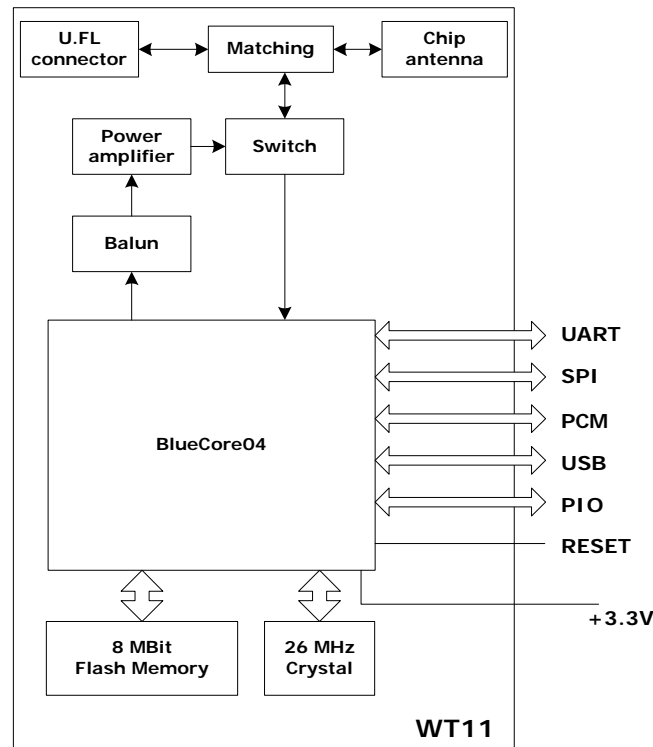 U.FL
connector
Matching
Chip
antenna
Power
amplifier
Switch
Balun
BlueCore04
UART
SPI
PCM
USB
PIO
RESET
+3.3V
8 MBit
Flash Memory
26 MHz
Crystal
WT11